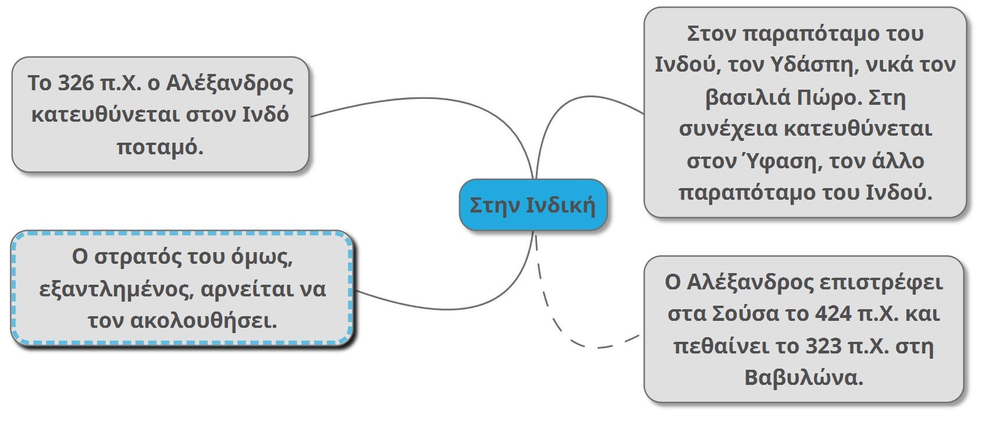 Το 326 π.Χ. ο Αλέξανδρος
κατευθύνεται στον Ινδό
ποταμό.
Στον παραπόταμο του
Ινδού, τον Υδάσπη, νικά τον
βασιλιά Πώρο. Στη
συνέχεια κατευθύνεται
στον Ύφαση, τον άλλο
παραπόταμο του Ινδού.
Στην Ινδική
Ο στρατός του όμως,
εξαντλημένος, αρνείται να
τον ακολουθήσει.
Ο Αλέξανδρος επιστρέφει
στα Σούσα το 424 π.Χ. και
πεθαίνει το 323 π.Χ. στη
Βαβυλώνα.